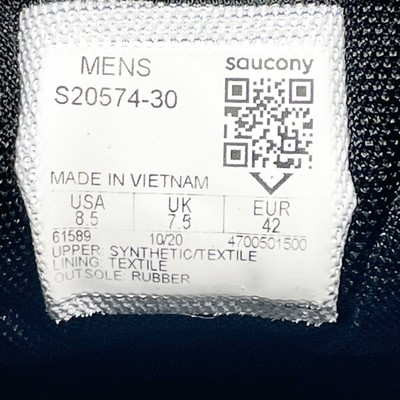 MENS saucony
S20574-30
MADE IN VIETNAM
USA UK EUR
8.5 7.5 42
61589 10/20 4700501500
UPPER SYNTHETIC/TEXTILE
LINING TEXTILE
OUTSOLE RUBBER